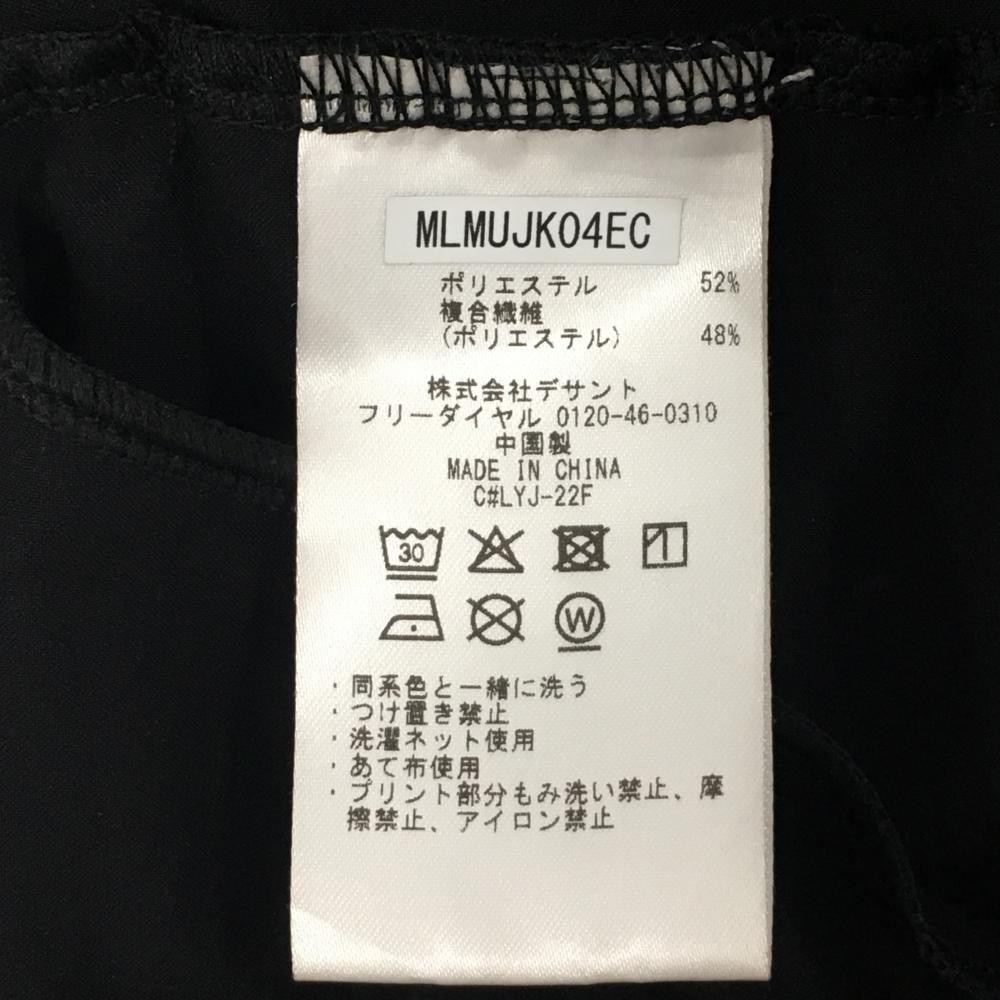 MLMUJK04EC
ポリエステル 52%
複合繊維
(ポリエステル) 48%
株式会社デサント
フリーダイヤル 0120-46-0310
中国製
MADE IN CHINA
C#LYJ-22F
30
W
・同系色と一緒に洗う
・つけ置き禁止
・洗濯ネット使用
・あて布使用
・プリント部分もみ洗い禁止、摩
擦禁止、アイロン禁止